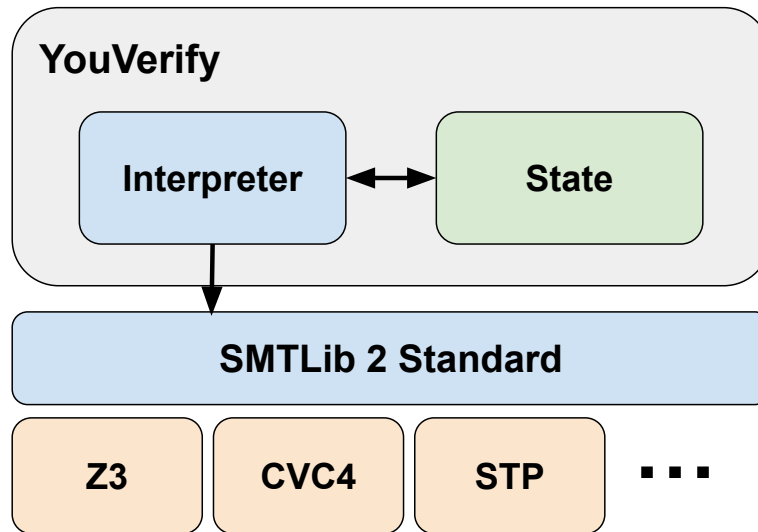 YouVerify
Interpreter
State
SMTLib 2 Standard
Z3
CVC4
STP
...